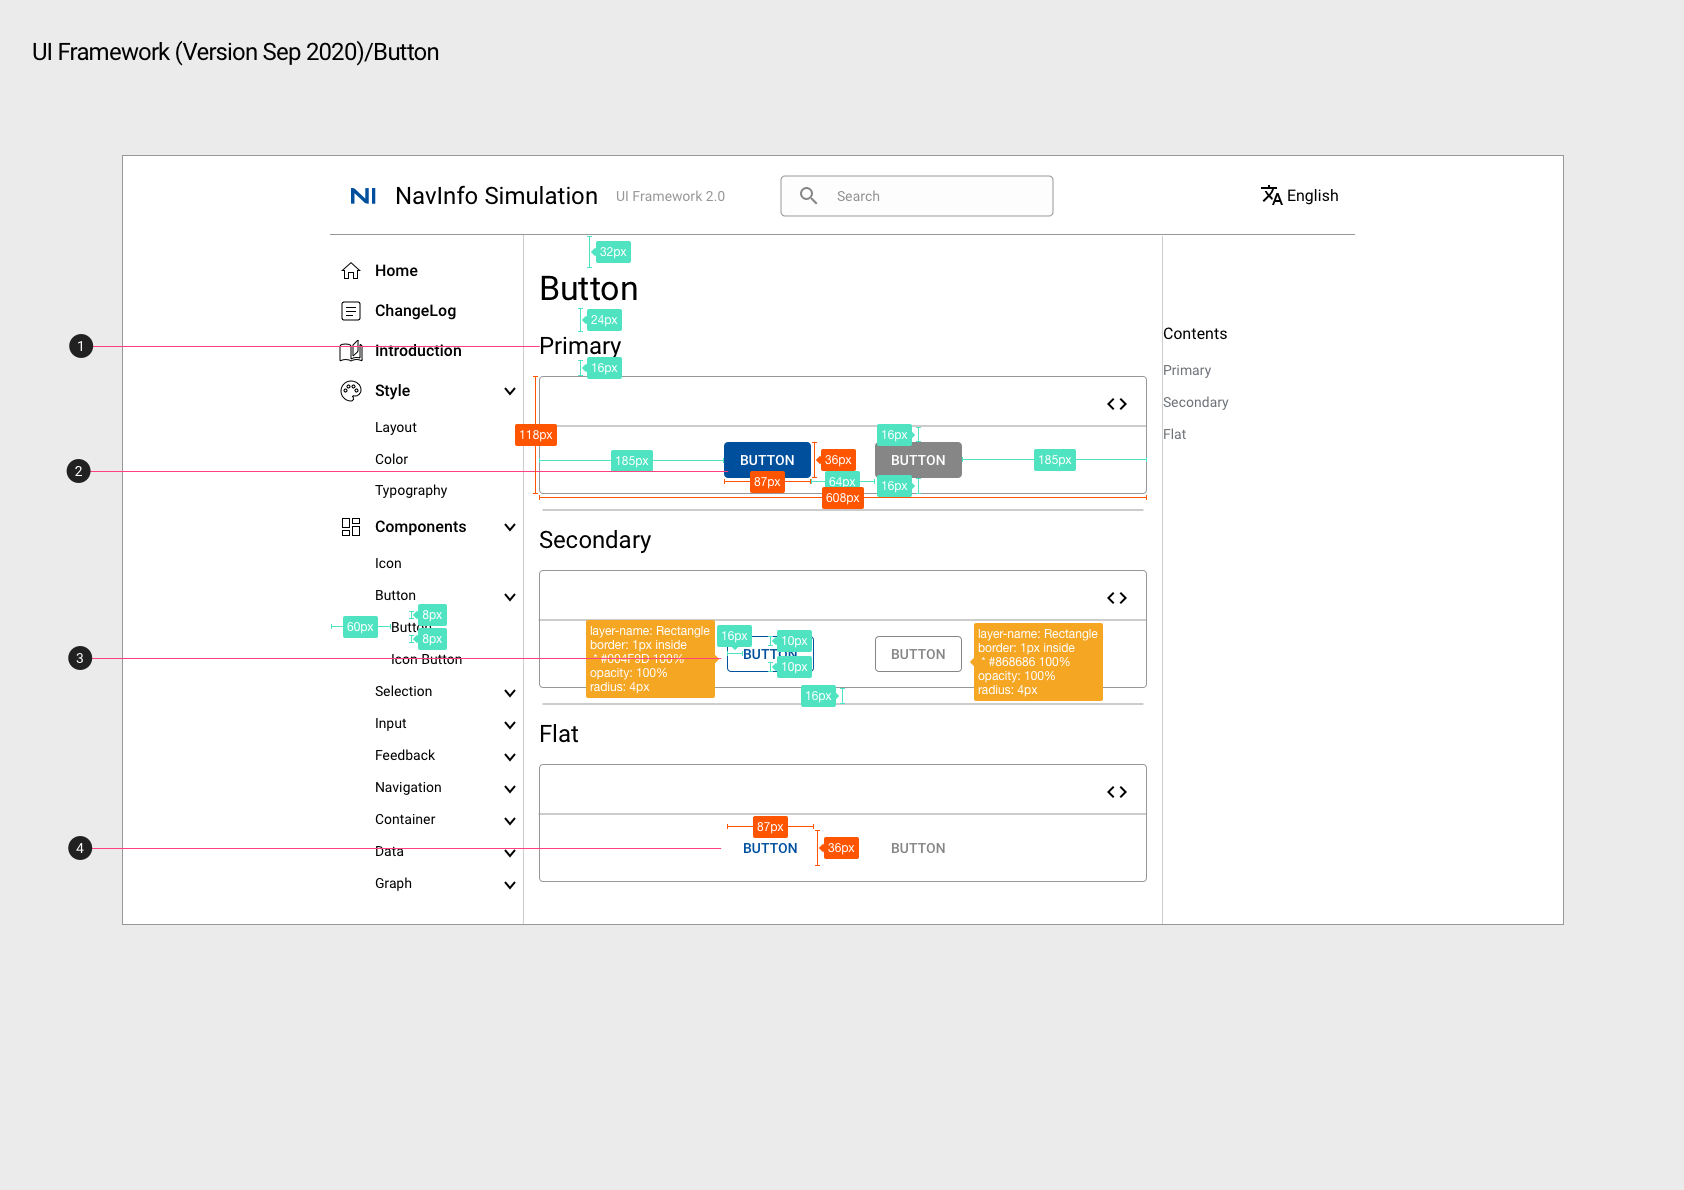 UI Framework (Version Sep 2020)/Button
NI NavInfo Simulation UI Framework 2.0 Search English
Home
ChangeLog
Introduction
Style
Layout
Color
Typography
Components
Icon
Button
8px
60px
Button
8px
Icon Button
Selection
Input
Feedback
Navigation
Container
Data
Graph
1
2
3
4
32px
Button
24px
Primary
16px
118px
185px
BUTTON
36px
87px
64px
16px
BUTTON
16px
185px
608px
Secondary
layer-name: Rectangle
border: 1px inside
* #004F9D 100%
opacity: 100%
radius: 4px
16px
10px
BUTTON
10px
BUTTON
layer-name: Rectangle
border: 1px inside
* #868686 100%
opacity: 100%
radius: 4px
16px
Flat
87px
BUTTON
36px
BUTTON
Contents
Primary
Secondary
Flat